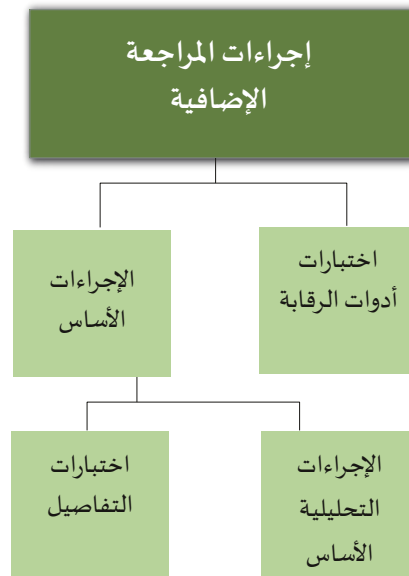 إجراءات المراجعة
الإضافية
اختبارات
أدوات الرقابة
الإجراءات
الأساس
الإجراءات
التحليلية
الأساس
اختبارات
التفاصيل